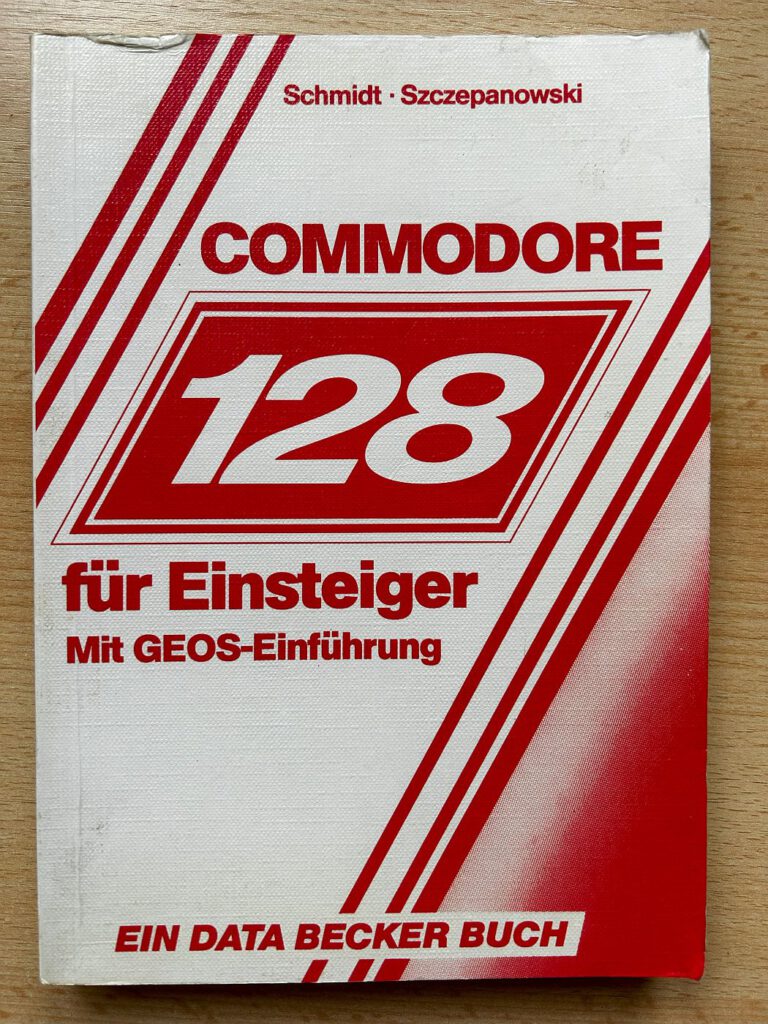 Schmidt · Szczepanowski
COMMODORE
128
für Einsteiger
Mit GEOS-Einführung
EIN DATA BECKER BUCH